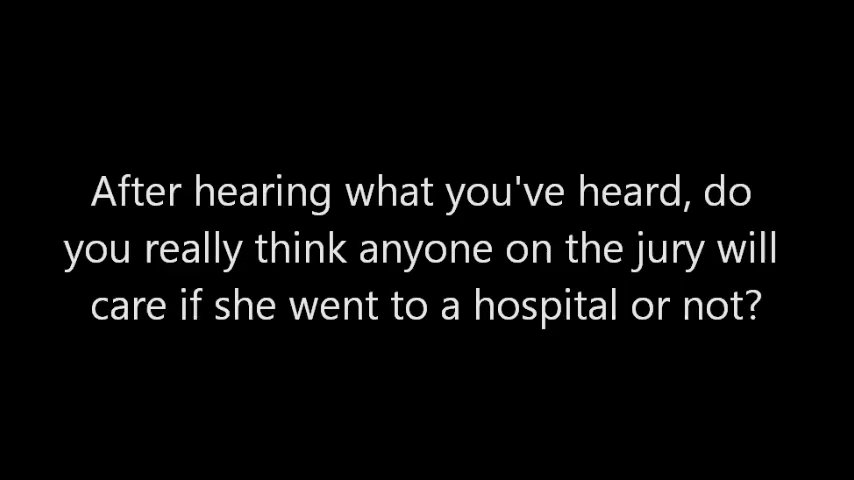 After hearing what you've heard, do
you really think anyone on the jury will
care if she went to a hospital or not?